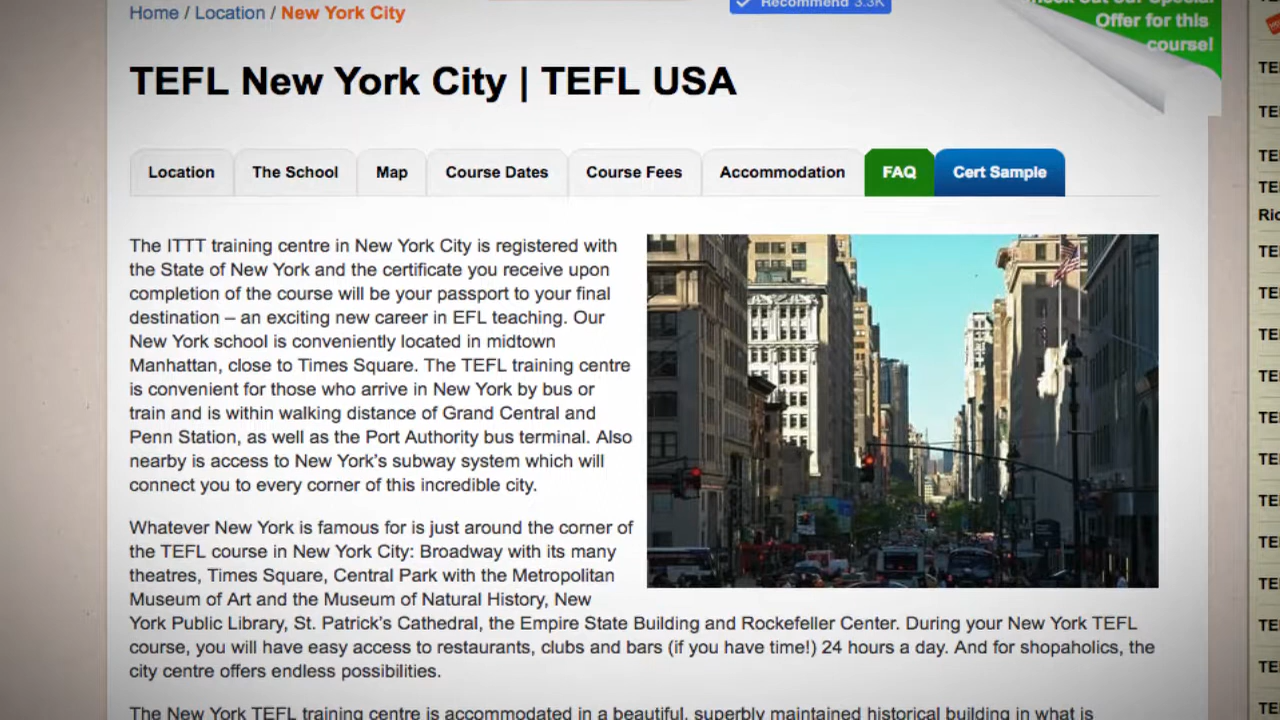 Home / Location / New York City
Recommend 3.3K
Offer for this
course!
TEFL New York City | TEFL USA
Location
The School
Map
Course Dates
Course Fees
Accommodation
FAQ
Cert Sample
The ITTT training centre in New York City is registered with
the State of New York and the certificate you receive upon
completion of the course will be your passport to your final
destination – an exciting new career in EFL teaching. Our
New York school is conveniently located in midtown
Manhattan, close to Times Square. The TEFL training centre
is convenient for those who arrive in New York by bus or
train and is within walking distance of Grand Central and
Penn Station, as well as the Port Authority bus terminal. Also
nearby is access to New York's subway system which will
connect you to every corner of this incredible city.
Whatever New York is famous for is just around the corner of
the TEFL course in New York City: Broadway with its many
theatres, Times Square, Central Park with the Metropolitan
Museum of Art and the Museum of Natural History, New
York Public Library, St. Patrick's Cathedral, the Empire State Building and Rockefeller Center. During your New York TEFL
course, you will have easy access to restaurants, clubs and bars (if you have time!) 24 hours a day. And for shopaholics, the
city centre offers endless possibilities.
The New York TEFL training centre is accommodated in a beautiful, superbly maintained historical building in what is